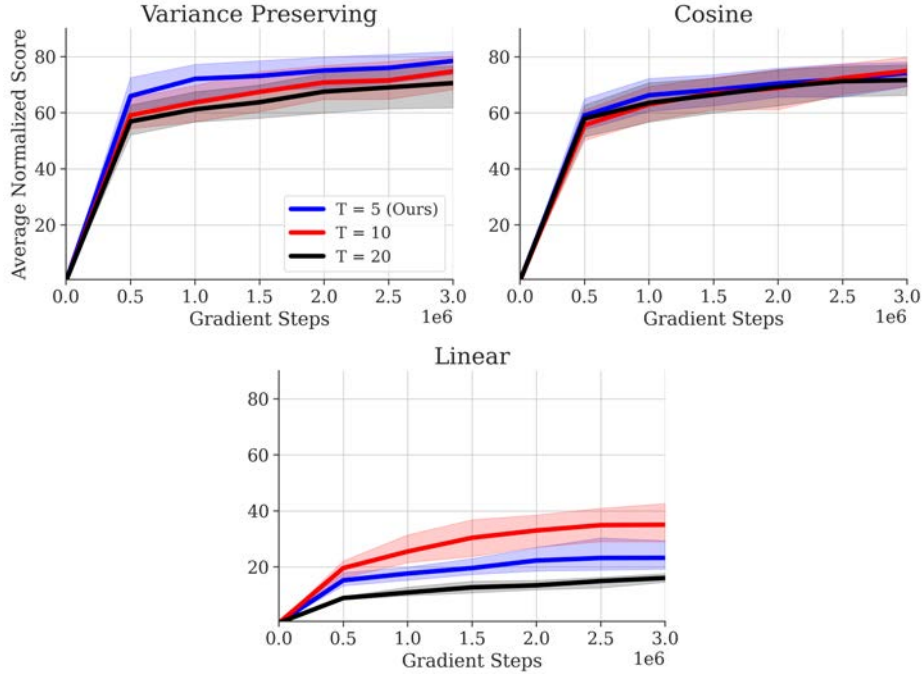 Variance Preserving
Average Normalized Score
80
60
40
20
T = 5 (Ours)
T = 10
T = 20
0.0 0.5 1.0 1.5 2.0 2.5 3.0
Gradient Steps
1e6
Cosine
80
60
40
20
0.0 0.5 1.0 1.5 2.0 2.5 3.0
Gradient Steps
1e6
Linear
80
60
40
20
0.0 0.5 1.0 1.5 2.0 2.5 3.0
Gradient Steps
1e6